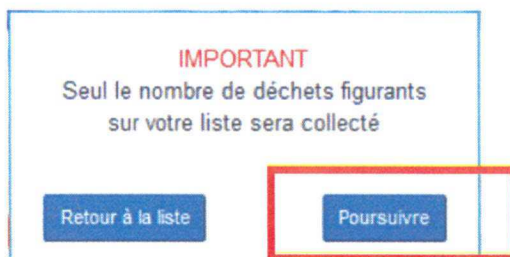 IMPORTANT
Seul le nombre de déchets figurants
sur votre liste sera collecté
Retour à la liste
Poursuivre